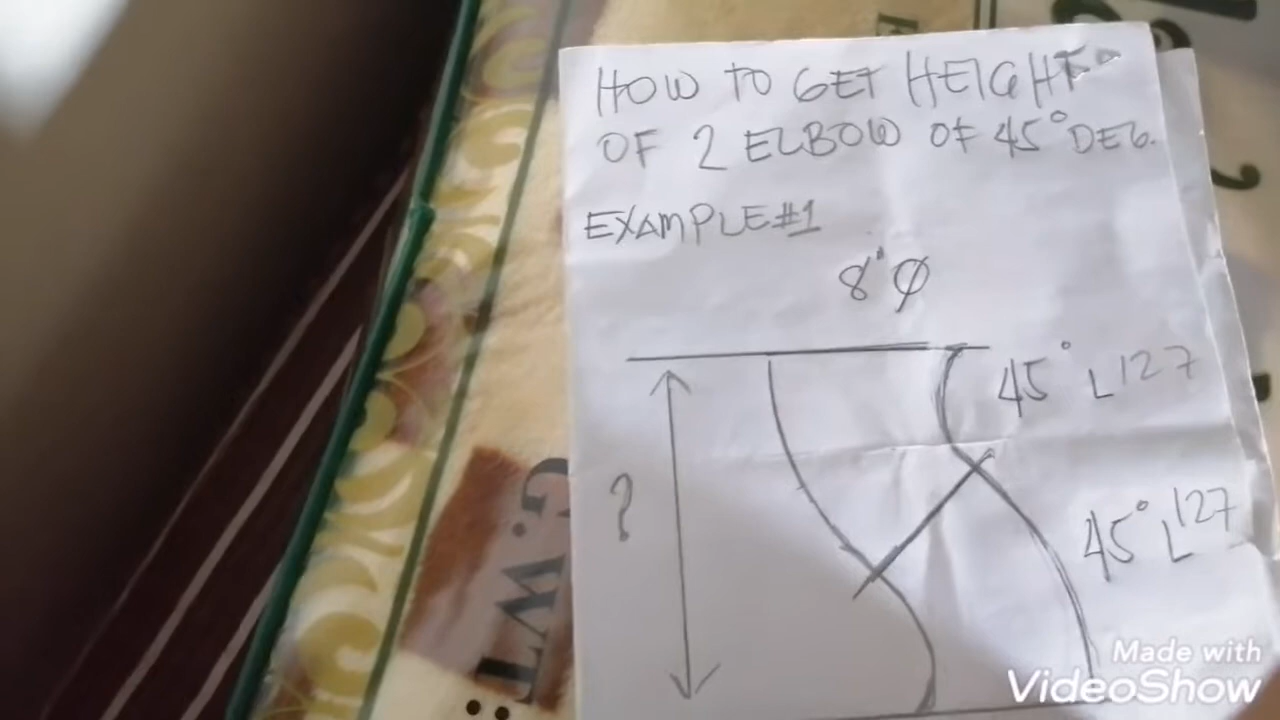 HOW TO GET HEIGHT
OF 2 ELBOW OF 45° DEG.
EXAMPLE#1
8"Ø
45° L 127
?
45° L 127
G.WT
Made with
VideoShow